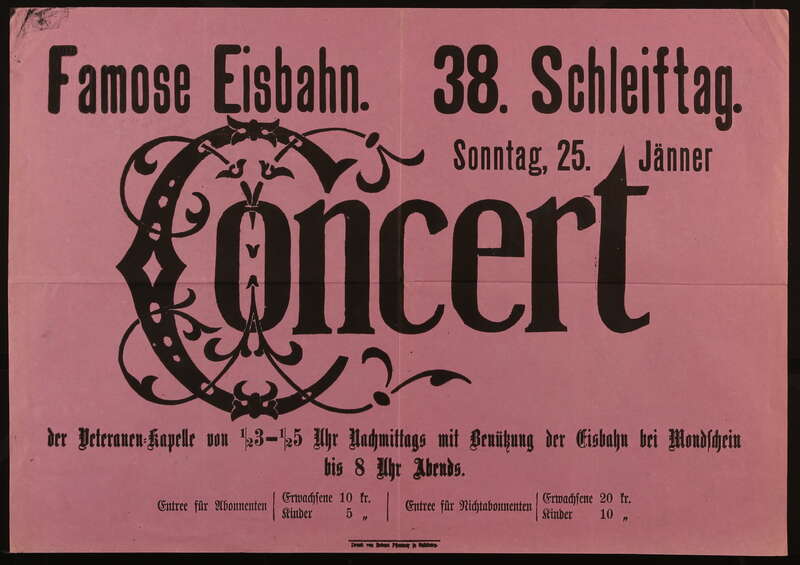 Famose Eisbahn. 38. Schleiftag.
Sonntag, 25. Jänner
Concert
der Veteranen-Kapelle von 1/23–1/25 Uhr Nachmittags mit Benützung der Eisbahn bei Mondschein
bis 8 Uhr Abends.
Entree für Abonnenten
Erwachsene 10 kr.
Kinder 5 „
Entree für Nichtabonnenten
Erwachsene 20 kr.
Kinder 10 „
Druck von